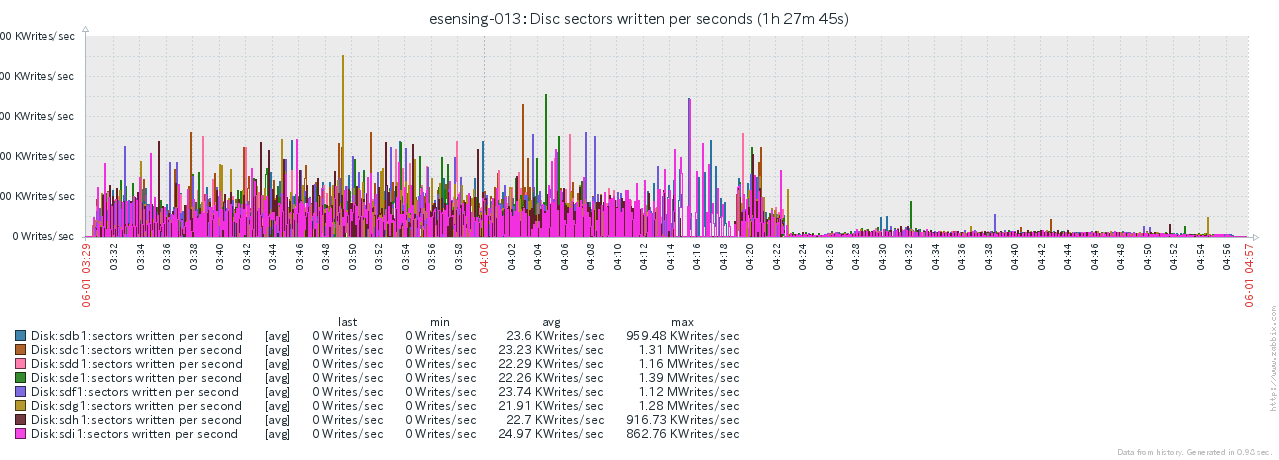 esensing-013: Disc sectors written per seconds (1h 27m 45s)
00 KWrites/sec
00 KWrites/sec
00 KWrites/sec
00 KWrites/sec
00 KWrites/sec
0 Writes/sec
06-01 03:29 03:32 03:34 03:36 03:38 03:40 03:42 03:44 03:46 03:48 03:50 03:52 03:54 03:56 03:58 04:00 04:02 04:04 04:06 04:08 04:10 04:12 04:14 04:16 04:18 04:20 04:22 04:24 04:26 04:28 04:30 04:32 04:34 04:36 04:38 04:40 04:42 04:44 04:46 04:48 04:50 04:52 04:54 04:56 06-01 04:57
last min avg max
Disk:sdb1:sectors written per second [avg] 0 Writes/sec 0 Writes/sec 23.6 KWrites/sec 959.48 KWrites/sec
Disk:sdc1:sectors written per second [avg] 0 Writes/sec 0 Writes/sec 23.23 KWrites/sec 1.31 MWrites/sec
Disk:sdd1:sectors written per second [avg] 0 Writes/sec 0 Writes/sec 22.29 KWrites/sec 1.16 MWrites/sec
Disk:sde1:sectors written per second [avg] 0 Writes/sec 0 Writes/sec 22.26 KWrites/sec 1.39 MWrites/sec
Disk:sdf1:sectors written per second [avg] 0 Writes/sec 0 Writes/sec 23.74 KWrites/sec 1.12 MWrites/sec
Disk:sdg1:sectors written per second [avg] 0 Writes/sec 0 Writes/sec 21.91 KWrites/sec 1.28 MWrites/sec
Disk:sdh1:sectors written per second [avg] 0 Writes/sec 0 Writes/sec 22.7 KWrites/sec 916.73 KWrites/sec
Disk:sdi1:sectors written per second [avg] 0 Writes/sec 0 Writes/sec 24.97 KWrites/sec 862.76 KWrites/sec
http://www.zabbix.com
Data from history. Generated in 0.98 sec.